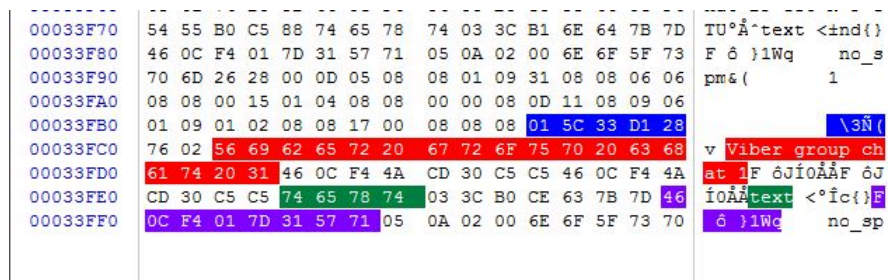 00033F70 54 55 B0 C5 88 74 65 78 74 03 3C B1 6E 64 7B 7D TU°Åˆtext <±nd{}
00033F80 46 0C F4 01 7D 31 57 71 05 0A 02 00 6E 6F 5F 73 F ô }1Wq no_s
00033F90 70 6D 26 28 00 0D 05 08 08 01 09 31 08 08 06 06 pm&( 1
00033FA0 08 08 00 15 01 04 08 08 00 00 08 0D 11 08 09 06
00033FB0 01 09 01 02 08 08 17 00 08 08 08 01 5C 33 D1 28 \3Ñ(
00033FC0 76 02 56 69 62 65 72 20 67 72 6F 75 70 20 63 68 v Viber group ch
00033FD0 61 74 20 31 46 0C F4 4A CD 30 C5 C5 46 0C F4 4A at 1F ôJÍ0ÅÅF ôJ
00033FE0 CD 30 C5 C5 74 65 78 74 03 3C B0 CE 63 7B 7D 46 Í0ÅÅtext <°Îc{}F
00033FF0 0C F4 01 7D 31 57 71 05 0A 02 00 6E 6F 5F 73 70 ô }1Wq no_sp